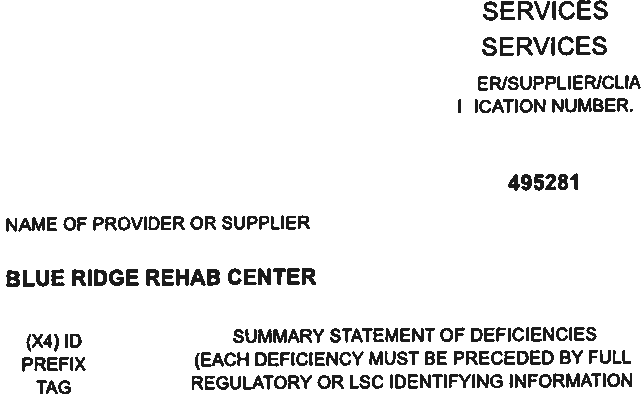 SERVICES
SERVICES
ER/SUPPLIER/CLIA
ICATION NUMBER.
495281
NAME OF PROVIDER OR SUPPLIER
BLUE RIDGE REHAB CENTER
(X4) ID
PREFIX
TAG
SUMMARY STATEMENT OF DEFICIENCIES
(EACH DEFICIENCY MUST BE PRECEDED BY FULL
REGULATORY OR LSC IDENTIFYING INFORMATION